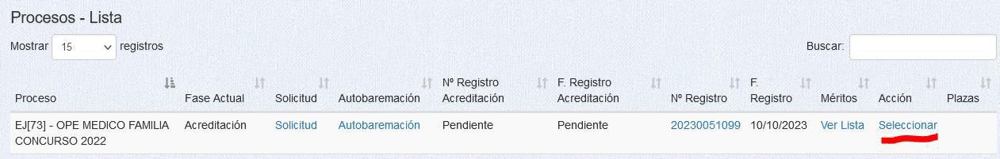 Procesos - Lista
Mostrar 15 registros
Buscar:
Nº Registro F. Registro F.
Proceso Fase Actual Solicitud Autobaremación Acreditación Acreditación Nº Registro Registro Méritos Acción Plazas
EJ[73] - OPE MEDICO FAMILIA Acreditación Solicitud Autobaremación Pendiente Pendiente 20230051099 10/10/2023 Ver Lista Seleccionar
CONCURSO 2022